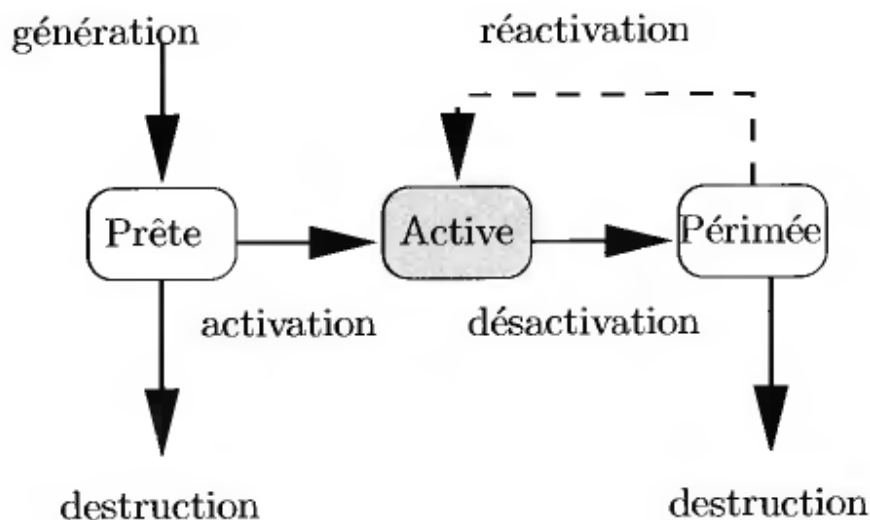 génération
réactivation
Prête
Active
Périmée
activation
désactivation
destruction
destruction